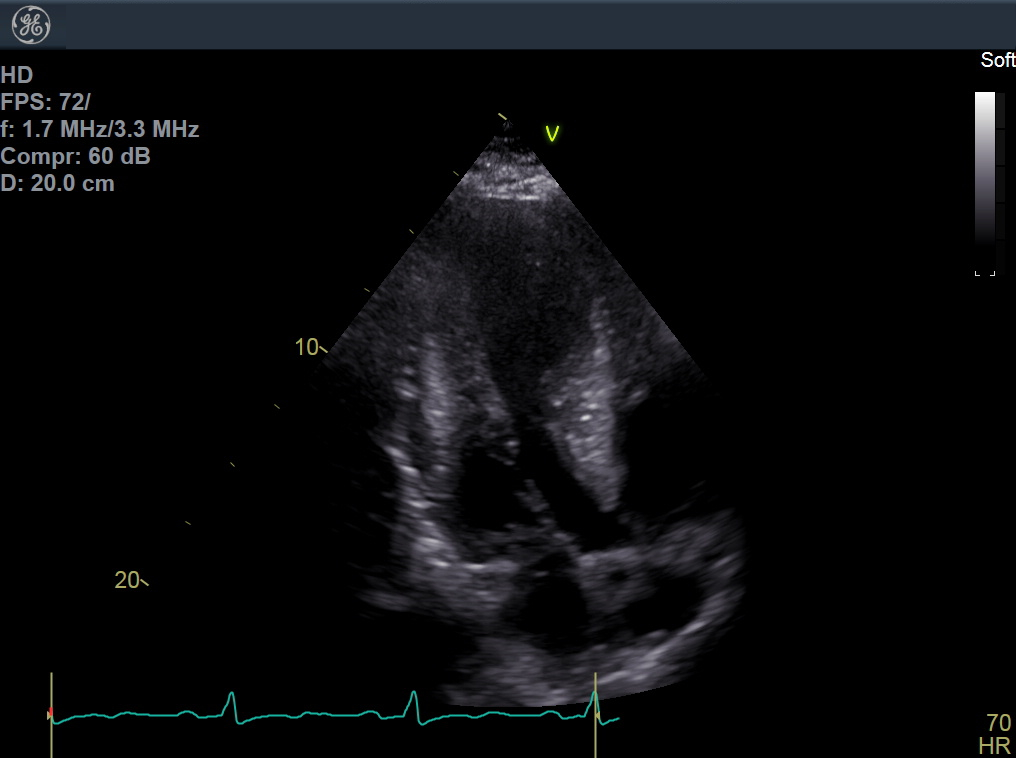 GE
Soft
HD
FPS: 72/
f: 1.7 MHz/3.3 MHz
Compr: 60 dB
D: 20.0 cm
V
10
20
70
HR